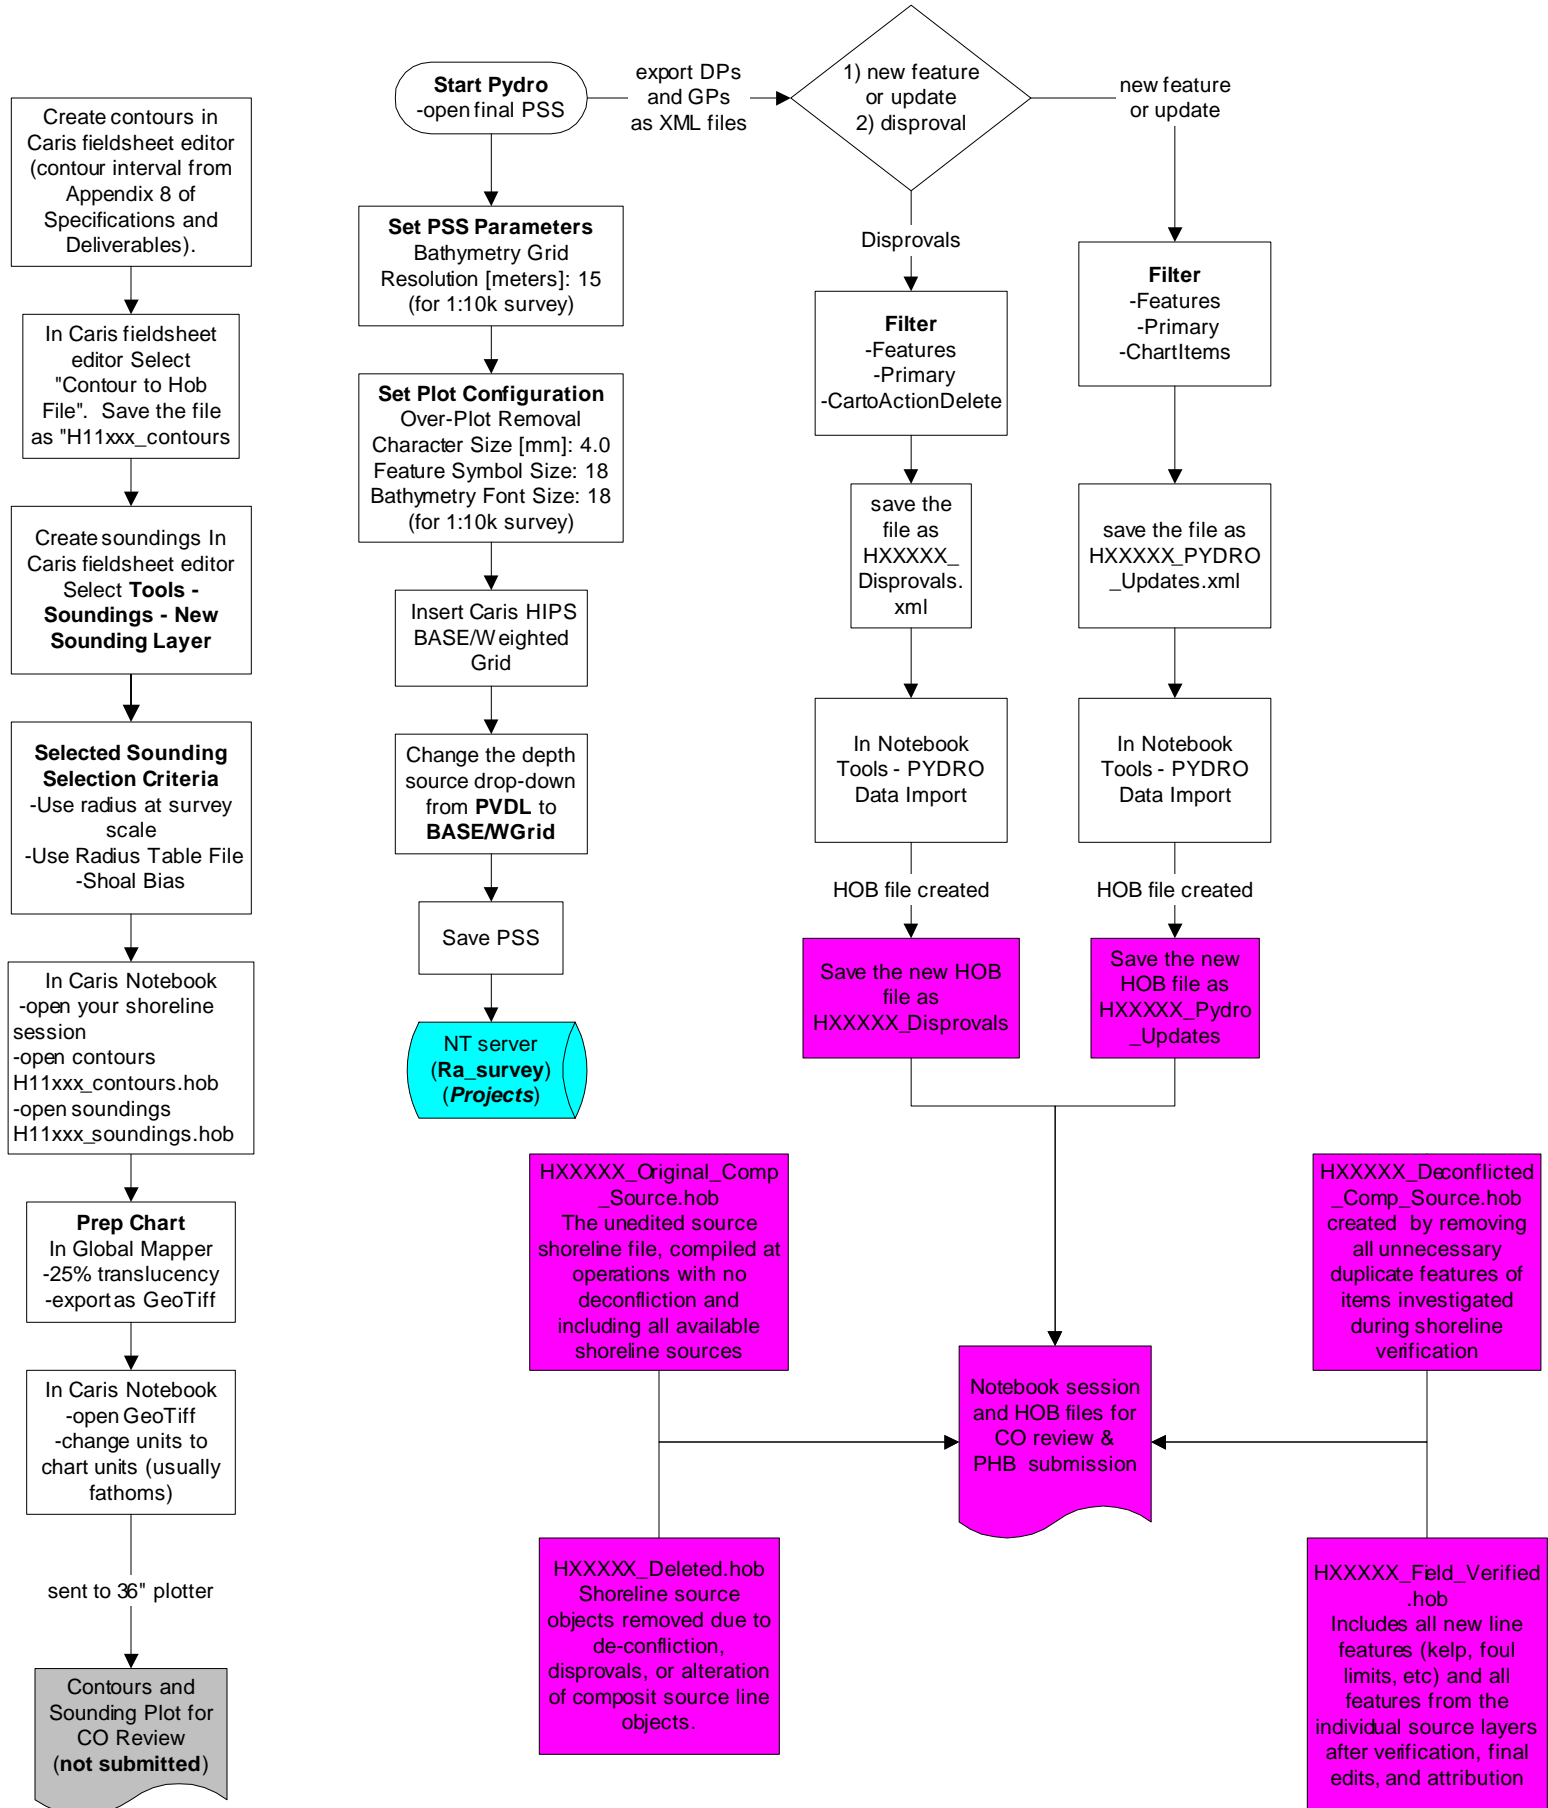 Create contours in
Caris fieldsheet editor
(contour interval from
Appendix 8 of
Specifications and
Deliverables).
In Caris fieldsheet
editor Select
"Contour to Hob
File".  Save the file
as "H11xxx_contours
Create soundings In
Caris fieldsheet editor
Select Tools -
Soundings - New
Sounding Layer
Selected Sounding
Selection Criteria
-Use radius at survey
scale
-Use Radius Table File
-Shoal Bias
In Caris Notebook
-open your shoreline
session
-open contours
H11xxx_contours.hob
-open soundings
H11xxx_soundings.hob
Prep Chart
In Global Mapper
-25% translucency
-export as GeoTiff
In Caris Notebook
-open GeoTiff
-change units to
chart units (usually
fathoms)
sent to 36" plotter
Contours and
Sounding Plot for
CO Review
(not submitted)
Start Pydro
-open final PSS
export DPs
and GPs
as XML files
1) new feature
or update
2) disproval
new feature
or update
Set PSS Parameters
Bathymetry Grid
Resolution [meters]: 15
(for 1:10k survey)
Set Plot Configuration
Over-Plot Removal
Character Size [mm]: 4.0
Feature Symbol Size: 18
Bathymetry Font Size: 18
(for 1:10k survey)
Insert Caris HIPS
BASE/Weighted
Grid
Change the depth
source drop-down
from PVDL to
BASE/WGrid
Save PSS
NT server
(Ra_survey)
(Projects)
Disprovals
Filter
-Features
-Primary
-CartoActionDelete
save the
file as
HXXXXX_
Disprovals.
xml
In Notebook
Tools - PYDRO
Data Import
HOB file created
Save the new HOB
file as
HXXXXX_Disprovals
Filter
-Features
-Primary
-ChartItems
save the file as
HXXXXX_PYDRO
_Updates.xml
In Notebook
Tools - PYDRO
Data Import
HOB file created
Save the new
HOB file as
HXXXXX_Pydro
_Updates
HXXXXX_Original_Comp
_Source.hob
The unedited source
shoreline file, compiled at
operations with no
deconfliction and
including all available
shoreline sources
HXXXXX_Deconflicted
_Comp_Source.hob
created  by removing
all unnecessary
duplicate features of
items investigated
during shoreline
verification
Notebook session
and HOB files for
CO review &
PHB  submission
HXXXXX_Deleted.hob
Shoreline source
objects removed due to
de-confliction,
disprovals, or alteration
of composit source line
objects.
HXXXXX_Field_Verified
.hob
Includes all new line
features (kelp, foul
limits, etc) and all
features from the
individual source layers
after verification, final
edits, and attribution